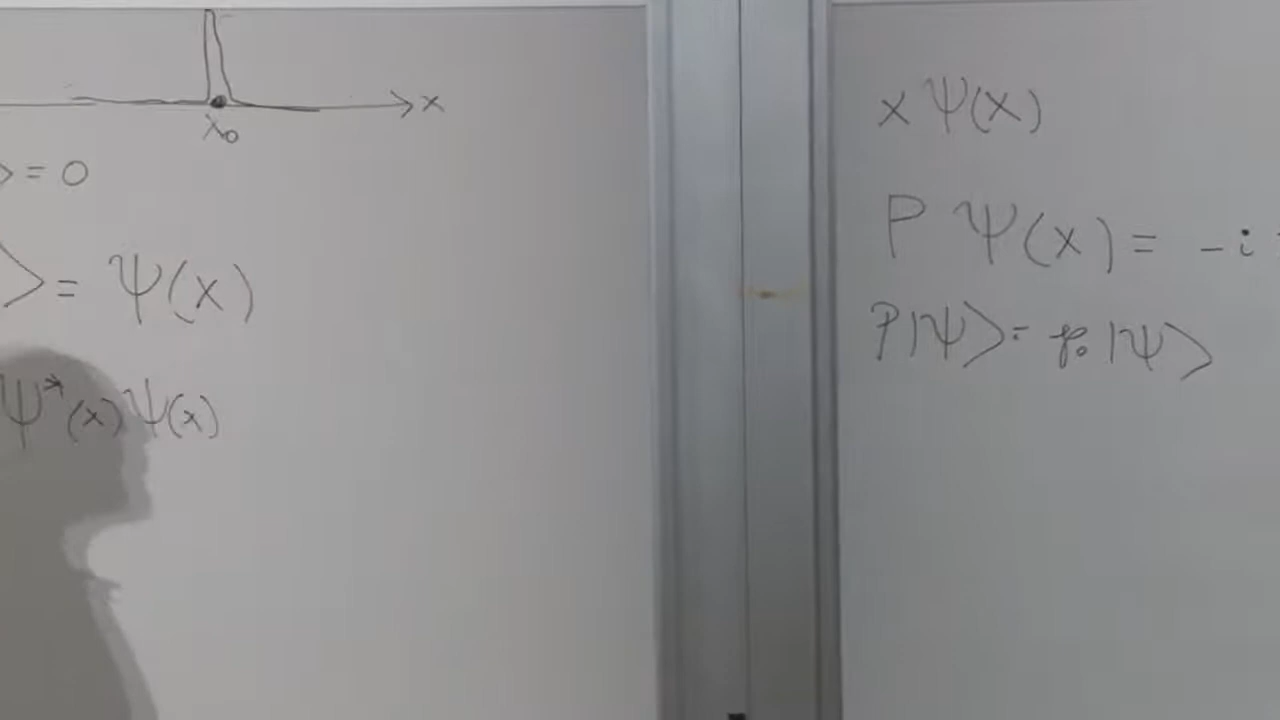 x
x₀
> = 0
> = Ψ(x)
Ψ*(x) Ψ(x)
x Ψ(x)
P Ψ(x) = - i
P|Ψ> = p₀ |Ψ>